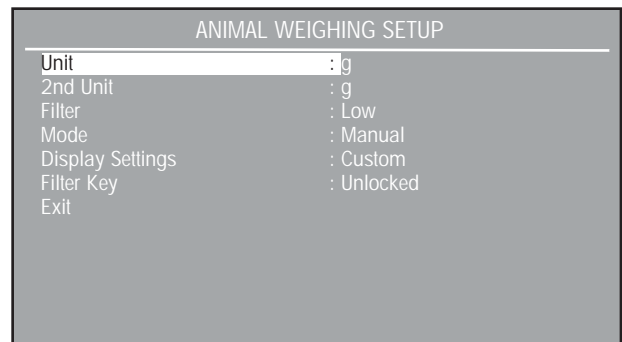 ANIMAL WEIGHING SETUP
Unit : g
2nd Unit : g
Filter : Low
Mode : Manual
Display Settings : Custom
Filter Key : Unlocked
Exit